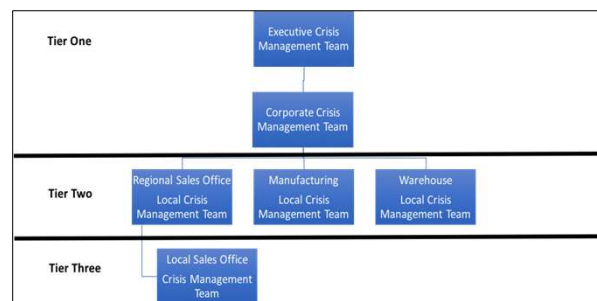 Tier One
Executive Crisis
Management Team
Corporate Crisis
Management Team
Tier Two
Regional Sales Office
Local Crisis
Management Team
Manufacturing
Local Crisis
Management Team
Warehouse
Local Crisis
Management Team
Tier Three
Local Sales Office
Crisis Management
Team